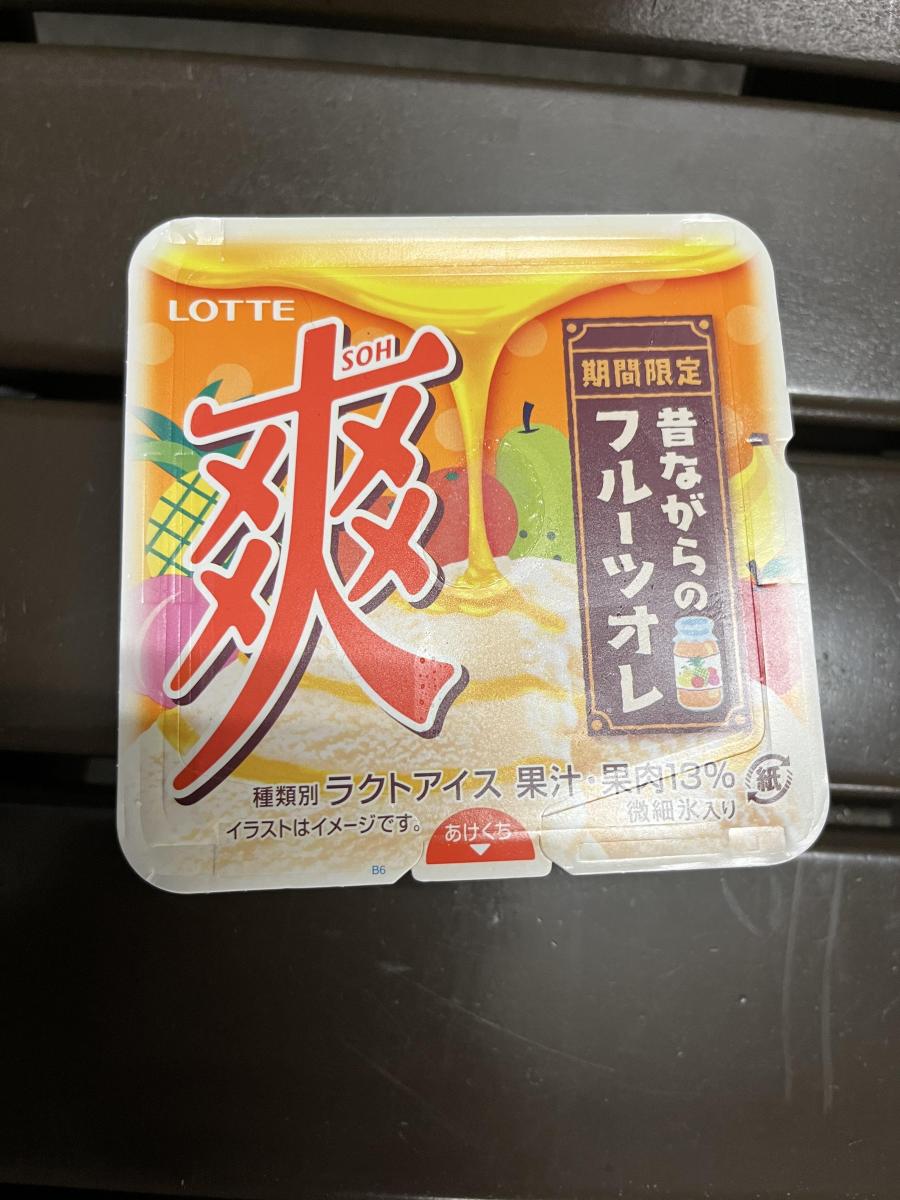 LOTTE
SOH
爽
期間限定
昔ながらの
フルーツオレ
種類別 ラクトアイス 果汁・果肉13%
微細氷入り
紙
イラストはイメージです。
あけくち
B6